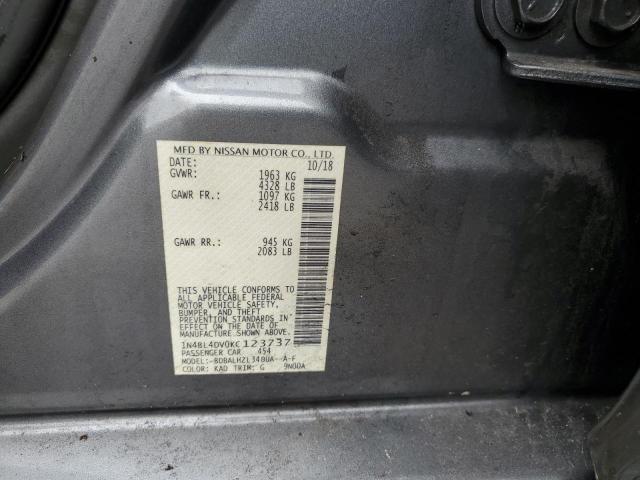 MFD BY NISSAN MOTOR CO., LTD.
DATE: 10/18
GVWR: 1963 KG
4328 LB
GAWR FR.: 1097 KG
2418 LB
GAWR RR.: 945 KG
2083 LB
THIS VEHICLE CONFORMS TO
ALL APPLICABLE FEDERAL
MOTOR VEHICLE SAFETY,
BUMPER, AND THEFT
PREVENTION STANDARDS IN
EFFECT ON THE DATE OF
MANUFACTURE SHOWN ABOVE.
PASSENGER CAR 454
MODEL:
COLOR: KAD TRIM: G 9N00A